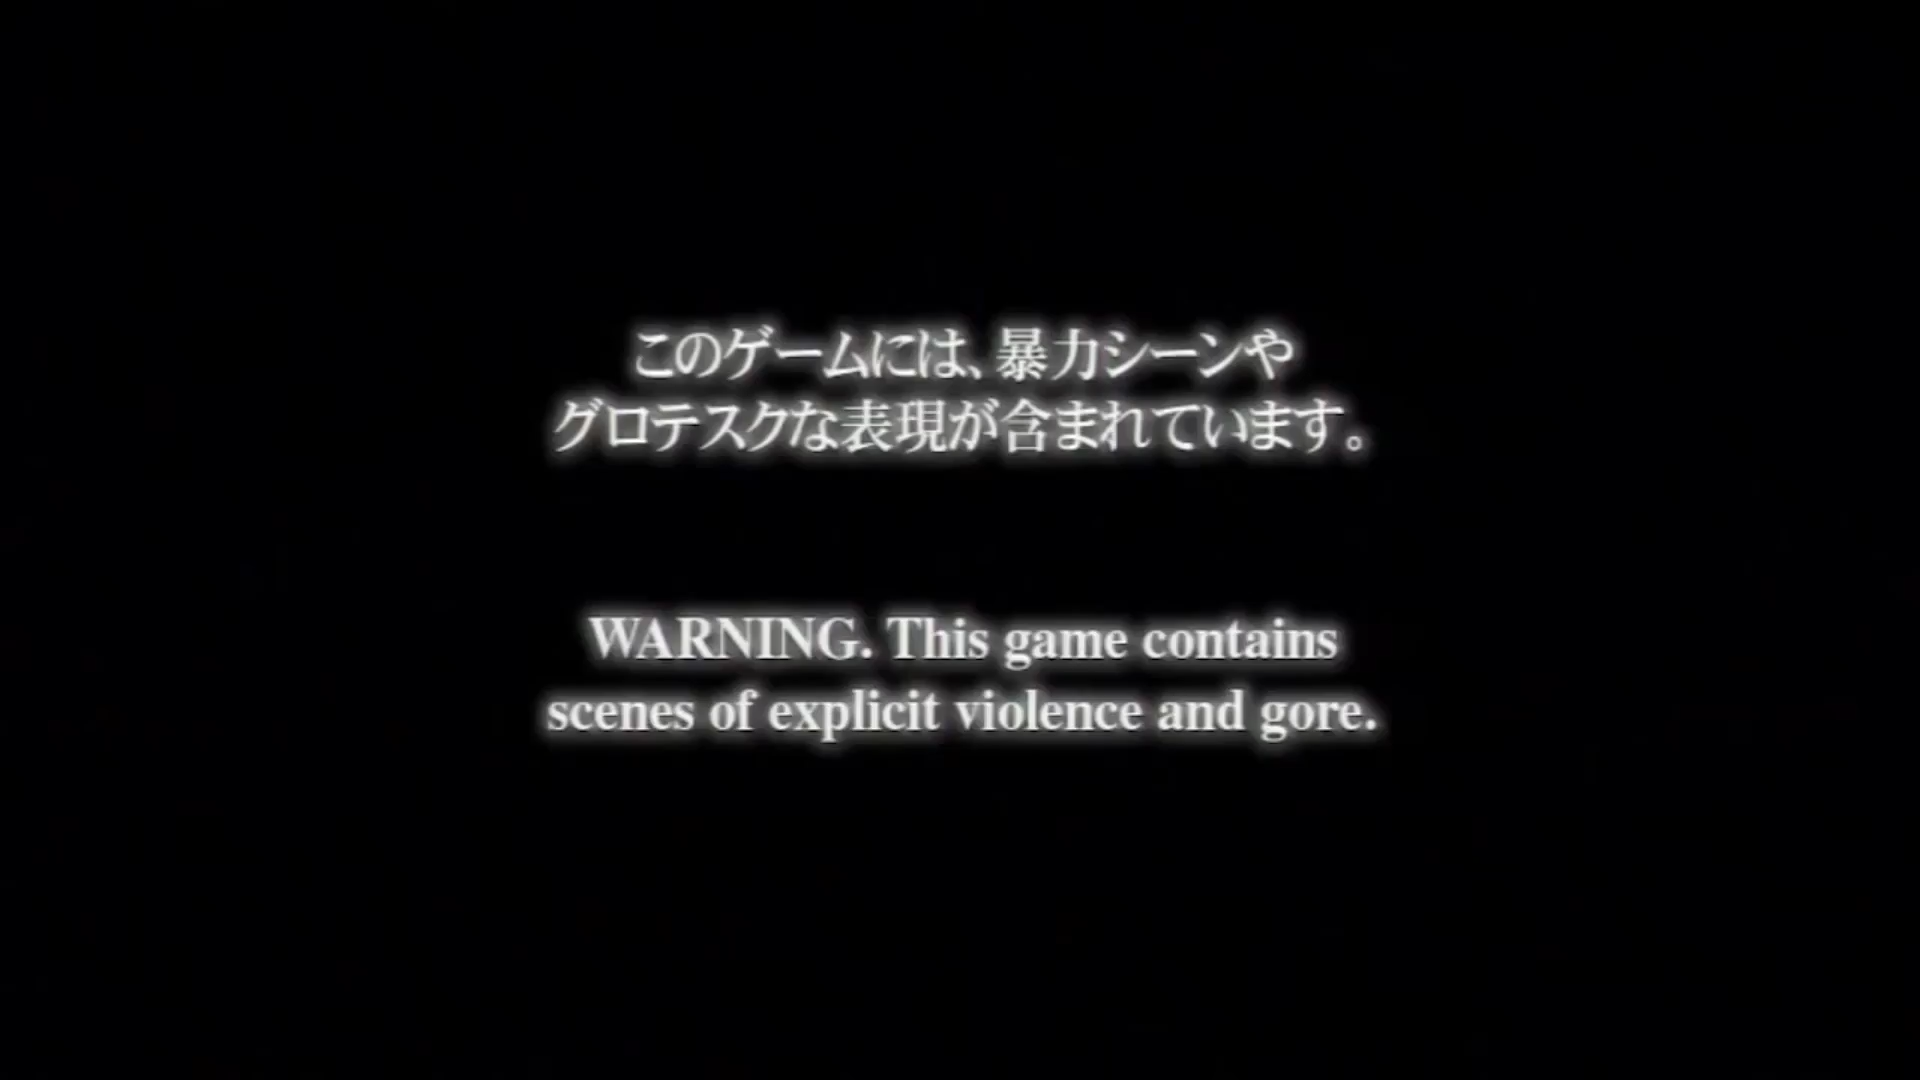 このゲームには、暴力シーンや
グロテスクな表現が含まれています。
WARNING. This game contains
scenes of explicit violence and gore.